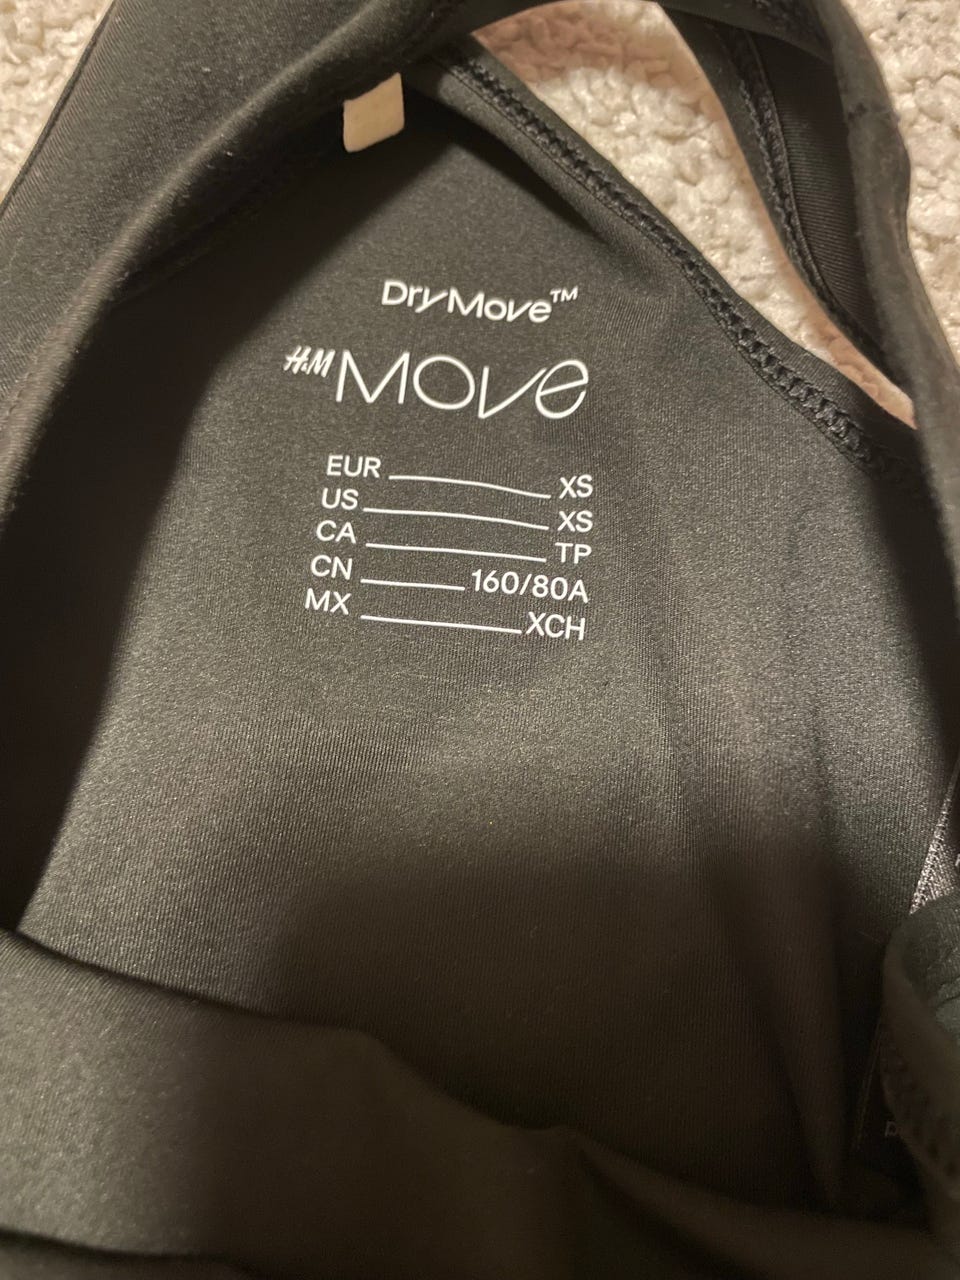 DryMove™
H&M MOVE
EUR XS
US XS
CA TP
CN 160/80A
MX XCH